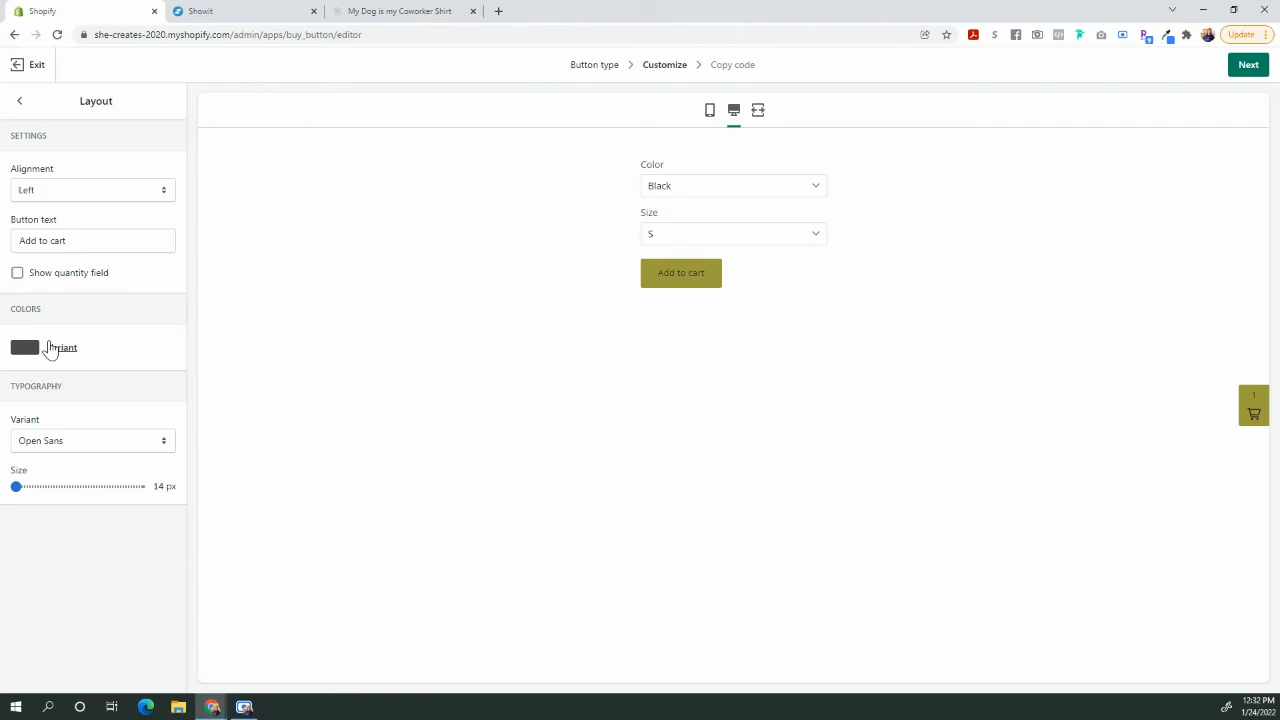 Shopify
Showit
My Dog is my Coworker Shirt
she-creates-2020.myshopify.com/admin/apps/buy_button/editor
Update
Exit
Button type
Customize
Copy code
Next
Layout
SETTINGS
Alignment
Left
Button text
Add to cart
Show quantity field
COLORS
TYPOGRAPHY
Variant
Open Sans
Size
14 px
Color
Black
Size
S
Add to cart
1
12:32 PM
1/24/2022